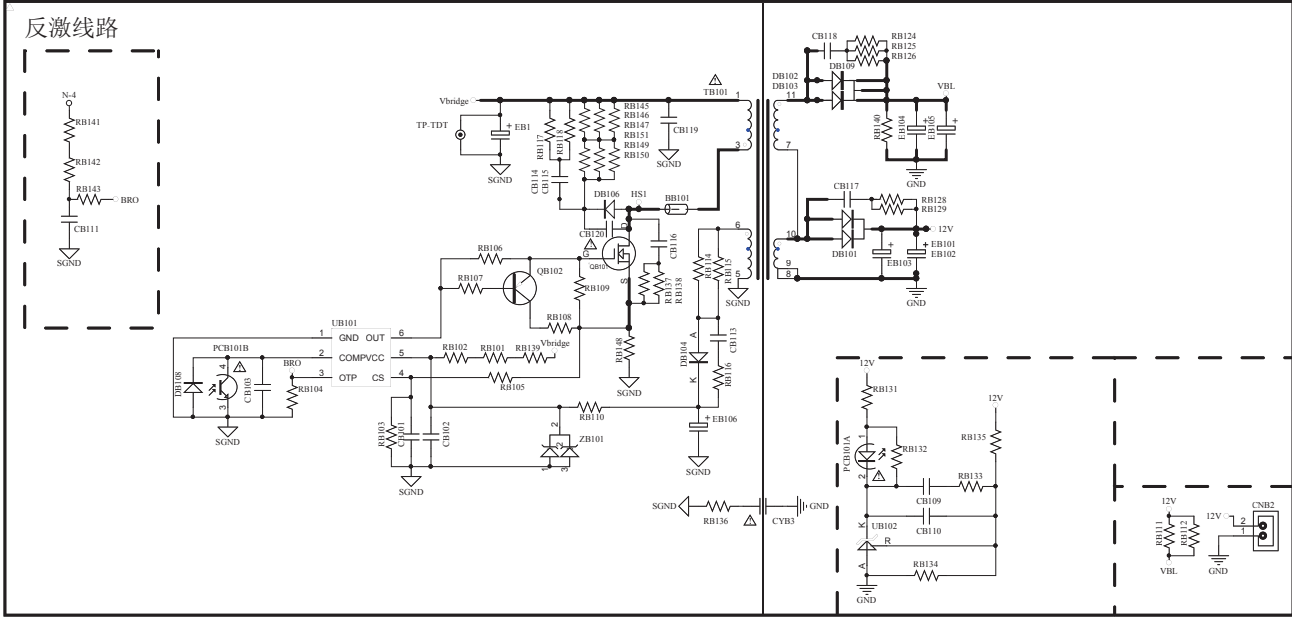 反激线路
N-4
RB141
RB142
RB143
BRO
CB111
SGND
Vbridge
TP-TDT
EB1
SGND
RB117
RB118
CB114
CB115
RB145
RB146
RB147
RB151
RB149
RB150
CB119
SGND
TB101
1
3
6
5
SGND
DB106
HS1
BB101
CB120
G
D
S
QB101
CB116
RB137
RB138
RB106
RB107
QB102
RB109
RB108
RB148
SGND
RB114
RB115
A
DB104
K
CB113
RB116
EB106
SGND
UB101
1 GND OUT 6
2 COMP VCC 5
3 OTP CS 4
PCB101B
4
3
DB108
CB103
BRO
RB104
SGND
RB102
RB101
RB139
Vbridge
RB105
RB110
RB103
CB101
CB102
SGND
2
2
1
3
ZB101
SGND
RB136
CYB3
GND
CB118
RB124
RB125
RB126
DB109
DB102
DB103
11
7
VBL
RB140
EB104
EB105
GND
CB117
RB128
RB129
10
DB101
12V
9
8
EB103
EB101
EB102
GND
12V
RB131
PCB101A
1
2
RB132
CB109
RB133
CB110
K
UB102
R
A
RB134
GND
12V
RB135
12V
RB111
RB112
VBL
12V
CNB2
2
1
GND